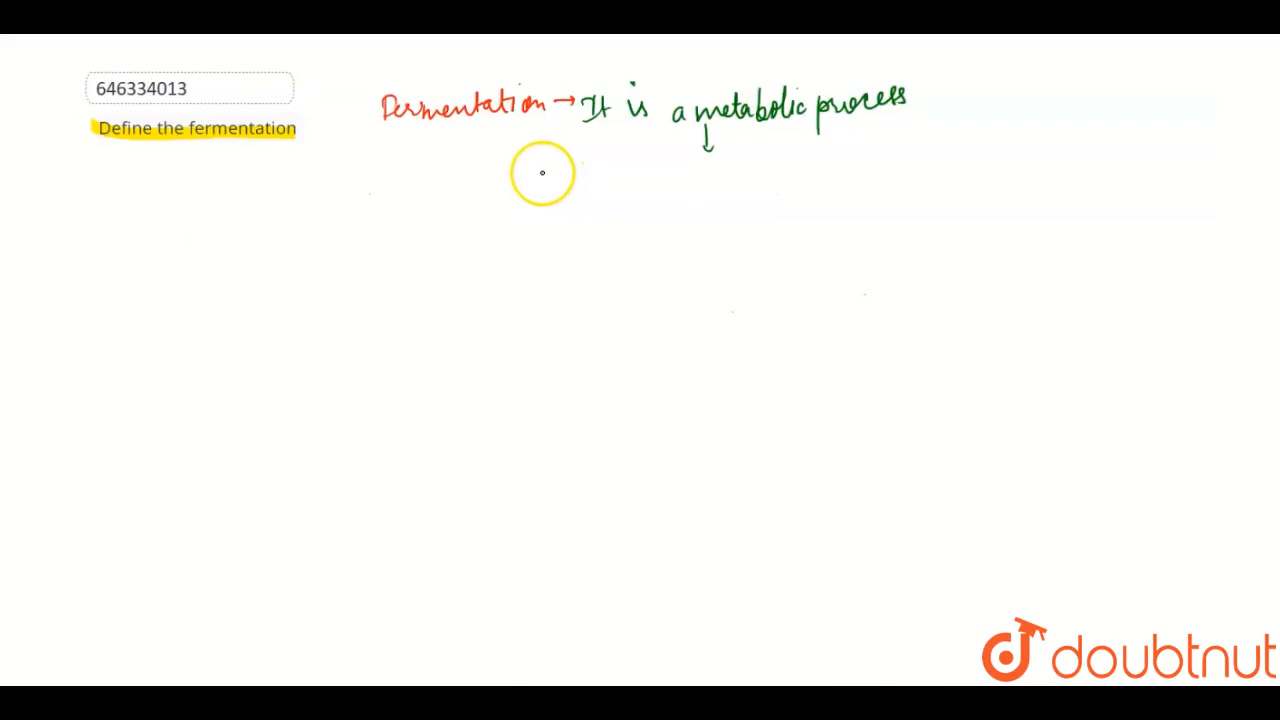 646334013
Define the fermentation
Fermentation → It is a metabolic process
doubtnut